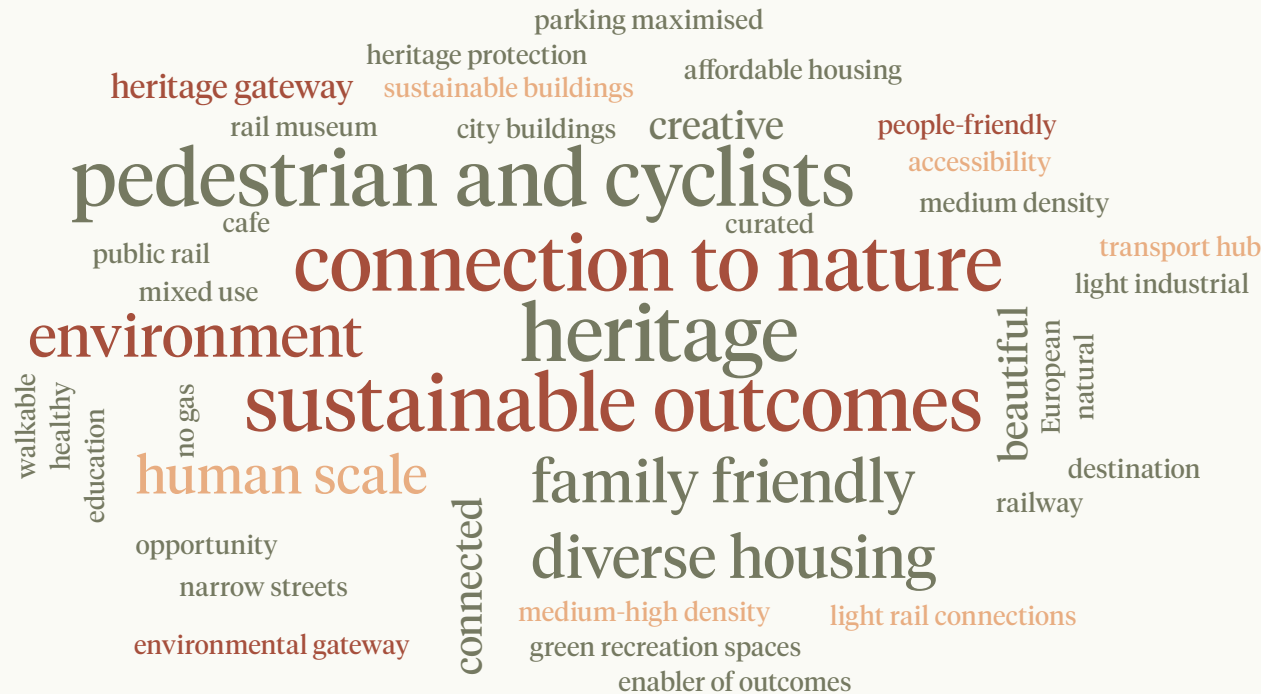 parking maximised
heritage protection
affordable housing
heritage gateway
sustainable buildings
rail museum
city buildings
creative
people-friendly
pedestrian and cyclists
accessibility
medium density
cafe
curated
public rail
connection to nature
transport hub
light industrial
mixed use
environment
heritage
beautiful
European
natural
walkable
healthy
education
no gas
sustainable outcomes
human scale
family friendly
destination
railway
connected
opportunity
diverse housing
narrow streets
medium-high density
light rail connections
environmental gateway
green recreation spaces
enabler of outcomes